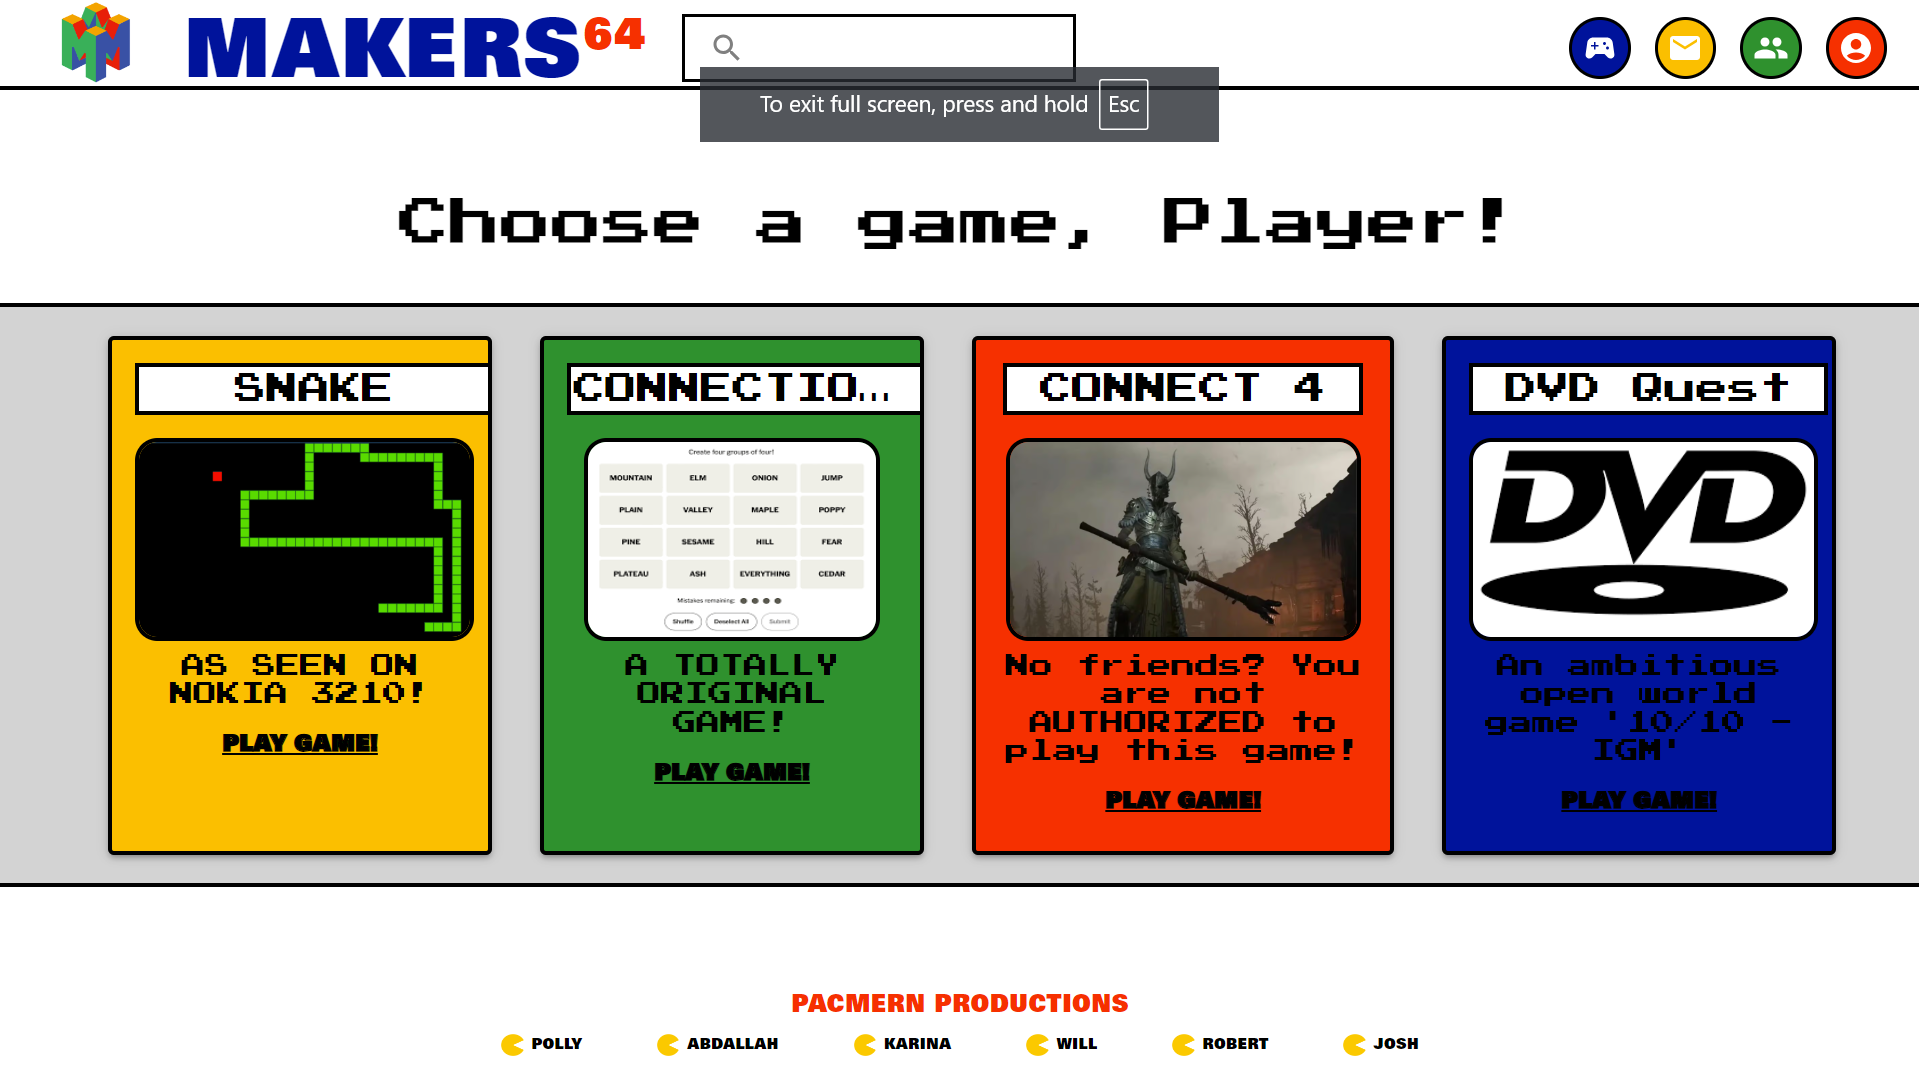 MAKERS64
To exit full screen, press and hold Esc
Choose a game, Player!
SNAKE
AS SEEN ON
NOKIA 3210!
PLAY GAME!
CONNECTIO...
Create four groups of four!
MOUNTAIN ELM ONION JUMP
PLAIN VALLEY MAPLE POPPY
PINE SESAME HILL FEAR
PLATEAU ASH EVERYTHING CEDAR
Mistakes remaining:
Shuffle Deselect All Submit
A TOTALLY
ORIGINAL
GAME!
PLAY GAME!
CONNECT 4
No friends? You
are not
AUTHORIZED to
play this game!
PLAY GAME!
DVD Quest
DVD
An ambitious
open world
game '10/10 -
IGM'
PLAY GAME!
PACMERN PRODUCTIONS
POLLY ABDALLAH KARINA WILL ROBERT JOSH